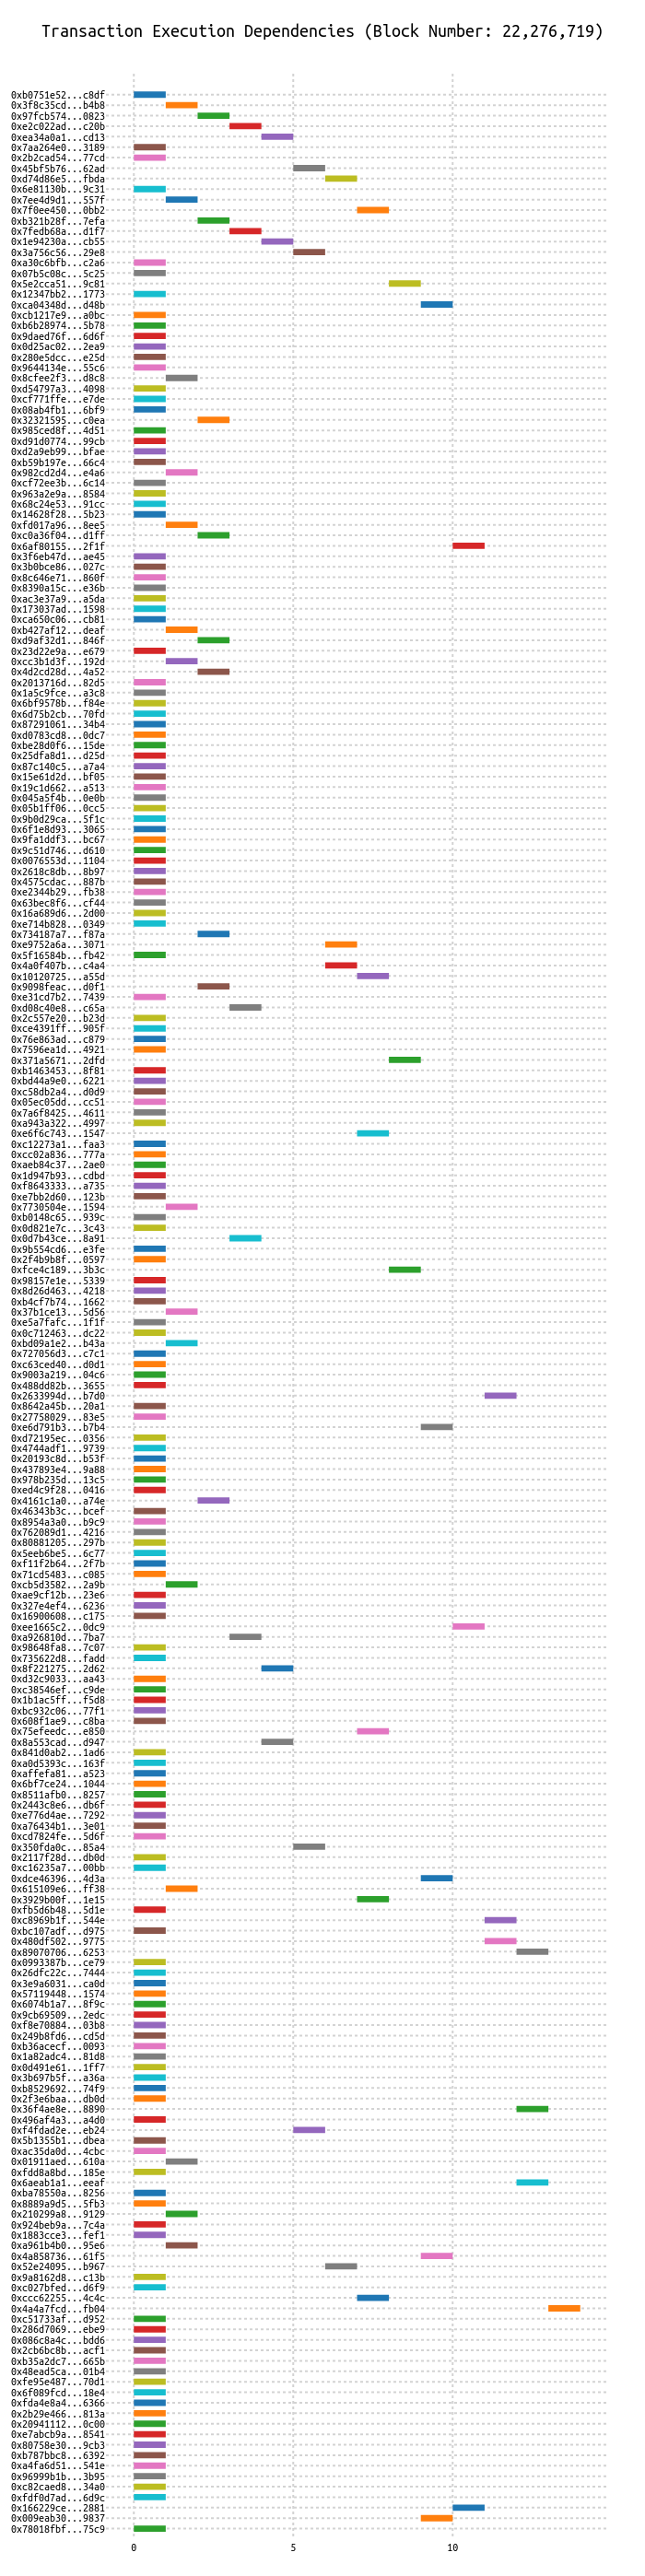 Transaction Execution Dependencies (Block Number: 22,276,719)
0xb0751e52...c8df
0x3f8c35cd...b4b8
0x97fcb574...0823
0xe2c022ad...c20b
0xea34a0a1...cd13
0x7aa264e0...3189
0x2b2cad54...77cd
0x45bf5b76...62ad
0xd74d86e5...fbda
0x6e81130b...9c31
0x7ee4d9d1...557f
0x7f0ee450...0bb2
0xb321b28f...7efa
0x7fedb68a...d1f7
0x1e94230a...cb55
0x3a756c56...29e8
0xa30c6bfb...c2a6
0x07b5c08c...5c25
0x5e2cca51...9c81
0x12347bb2...1773
0xca04348d...d48b
0xcb1217e9...a0bc
0xb6b28974...5b78
0x9daed76f...6d6f
0x0d25ac02...2ea9
0x280e5dcc...e25d
0x9644134e...55c6
0x8cfee2f3...d8c8
0xd54797a3...4098
0xcf771ffe...e7de
0x08ab4fb1...6bf9
0x32321595...c0ea
0x985ced8f...4d51
0xd91d0774...99cb
0xd2a9eb99...bfae
0xb59b197e...66c4
0x982cd2d4...e4a6
0xcf72ee3b...6c14
0x963a2e9a...8584
0x68c24e53...91cc
0x14628f28...5b23
0xfd017a96...8ee5
0xc0a36f04...d1ff
0x6af80155...2f1f
0x3f6eb47d...ae45
0x3b0bce86...027c
0x8c646e71...860f
0x8390a15c...e36b
0xac3e37a9...a5da
0x173037ad...1598
0xca650c06...cb81
0xb427af12...deaf
0xd9af32d1...846f
0x23d22e9a...e679
0xcc3b1d3f...192d
0x4d2cd28d...4a52
0x2013716d...82d5
0x1a5c9fce...a3c8
0x6bf9578b...f84e
0x6d75b2cb...70fd
0x87291061...34b4
0xd0783cd8...0dc7
0xbe28d0f6...15de
0x25dfa8d1...d25d
0x87c140c5...a7a4
0x15e61d2d...bf05
0x19c1d662...a513
0x045a5f4b...0e0b
0x05b1ff06...0cc5
0x9b0d29ca...5f1c
0x6f1e8d93...3065
0x9fa1ddf3...bc67
0x9c51d746...d610
0x0076553d...1104
0x2618c8db...8b97
0x4575cdac...887b
0xe2344b29...fb38
0x63bec8f6...cf44
0x16a689d6...2d00
0xe714b828...0349
0x734187a7...f87a
0xe9752a6a...3071
0x5f16584b...fb42
0x4a0f407b...c4a4
0x10120725...a55d
0x9098feac...d0f1
0xe31cd7b2...7439
0xd08c40e8...c65a
0x2c557e20...b23d
0xce4391ff...905f
0x76e863ad...c879
0x7596ea1d...4921
0x371a5671...2dfd
0xb1463453...8f81
0xbd44a9e0...6221
0xc58db2a4...d0d9
0x05ec05dd...cc51
0x7a6f8425...4611
0xa943a322...4997
0xe6f6c743...1547
0xc12273a1...faa3
0xcc02a836...777a
0xaeb84c37...2ae0
0x1d947b93...cdbd
0xf8643333...a735
0xe7bb2d60...123b
0x7730504e...1594
0xb0148c65...939c
0x0d821e7c...3c43
0x0d7b43ce...8a91
0x9b554cd6...e3fe
0x2f4b9b8f...0597
0xfce4c189...3b3c
0x98157e1e...5339
0x8d26d463...4218
0xb4cf7b74...1662
0x37b1ce13...5d56
0xe5a7fafc...1f1f
0x0c712463...dc22
0xbd09a1e2...b43a
0x727056d3...c7c1
0xc63ced40...d0d1
0x9003a219...04c6
0x488dd82b...3655
0x2633994d...b7d0
0x8642a45b...20a1
0x27758029...83e5
0xe6d791b3...b7b4
0xd72195ec...0356
0x4744adf1...9739
0x20193c8d...b53f
0x437893e4...9a88
0x978b235d...13c5
0xed4c9f28...0416
0x4161c1a0...a74e
0x46343b3c...bcef
0x8954a3a0...b9c9
0x762089d1...4216
0x80881205...297b
0x5eeb6be5...6c77
0xf11f2b64...2f7b
0x71cd5483...c085
0xcb5d3582...2a9b
0xae9cf12b...23e6
0x327e4ef4...6236
0x16900608...c175
0xee1665c2...0dc9
0xa926810d...7ba7
0x98648fa8...7c07
0x735622d8...fadd
0x8f221275...2d62
0xd32c9033...aa43
0xc38546ef...c9de
0x1b1ac5ff...f5d8
0xbc932c06...77f1
0x608f1ae9...c8ba
0x75efeedc...e850
0x8a553cad...d947
0x841d0ab2...1ad6
0xa0d5393c...163f
0xaffefa81...a523
0x6bf7ce24...1044
0x8511afb0...8257
0x2443c8e6...db6f
0xe776d4ae...7292
0xa76434b1...3e01
0xcd7824fe...5d6f
0x350fda0c...85a4
0x2117f28d...db0d
0xc16235a7...00bb
0xdce46396...4d3a
0x615109e6...ff38
0x3929b00f...1e15
0xfb5d6b48...5d1e
0xc8969b1f...544e
0xbc107adf...d975
0x480df502...9775
0x89070706...6253
0x0993387b...ce79
0x26dfc22c...7444
0x3e9a6031...ca0d
0x57119448...1574
0x6074b1a7...8f9c
0x9cb69509...2edc
0xf8e70884...03b8
0x249b8fd6...cd5d
0xb36acecf...0093
0x1a82adc4...81d8
0x0d491e61...1ff7
0x3b697b5f...a36a
0xb8529692...74f9
0x2f3e6baa...db0d
0x36f4ae8e...8890
0x496af4a3...a4d0
0xf4fdad2e...eb24
0x5b1355b1...dbea
0xac35da0d...4cbc
0x01911aed...610a
0xfdd8a8bd...185e
0x6aeab1a1...eeaf
0xba78550a...8256
0x8889a9d5...5fb3
0x210299a8...9129
0x924beb9a...7c4a
0x1883cce3...fef1
0xa961b4b0...95e6
0x4a858736...61f5
0x52e24095...b967
0x9a8162d8...c13b
0xc027bfed...d6f9
0xccc62255...4c4c
0x4a4a7fcd...fb04
0xc51733af...d952
0x286d7069...ebe9
0x086c8a4c...bdd6
0x2cb6bc8b...acf1
0xb35a2dc7...665b
0x48ead5ca...01b4
0xfe95e487...70d1
0x6f089fcd...18e4
0xfda4e8a4...6366
0x2b29e466...813a
0x20941112...0c00
0xe7abcb9a...8541
0x80758e30...9cb3
0xb787bbc8...6392
0xa4fa6d51...541e
0x96999b1b...3b95
0xc82caed8...34a0
0xfdf0d7ad...6d9c
0x166229ce...2881
0x009eab30...9837
0x78018fbf...75c9
0 5 10